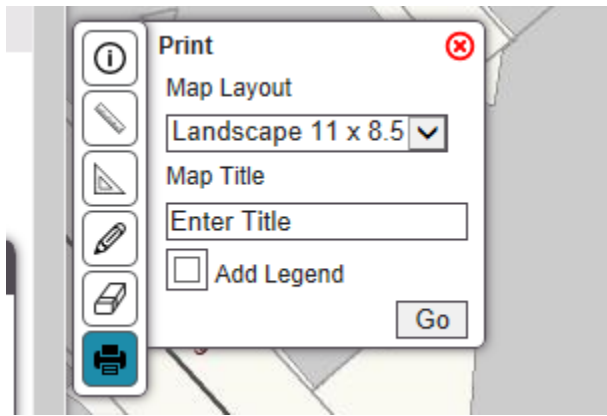 Print
Map Layout
Landscape 11 x 8.5
Map Title
Enter Title
Add Legend
Go